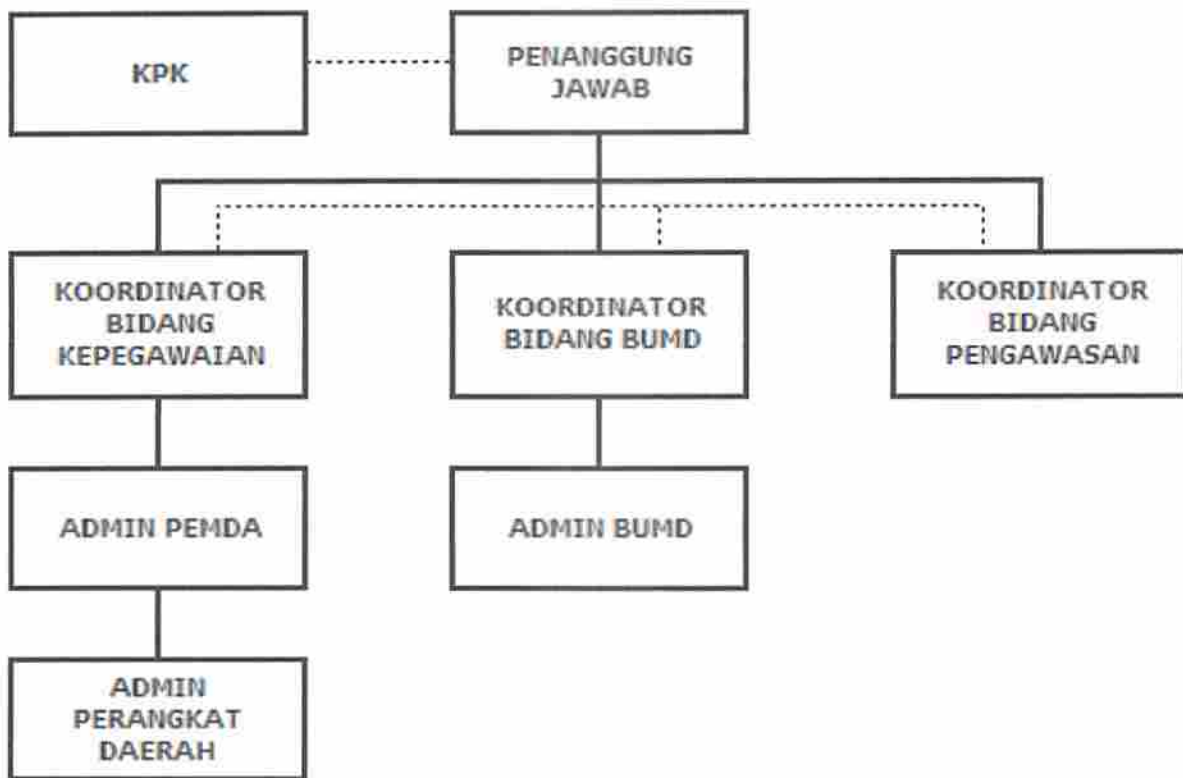 KPK
PENANGGUNG
JAWAB
KOORDINATOR
BIDANG
KEPEGAWAIAN
KOORDINATOR
BIDANG BUMD
KOORDINATOR
BIDANG
PENGAWASAN
ADMIN PEMDA
ADMIN BUMD
ADMIN
PERANGKAT
DAERAH